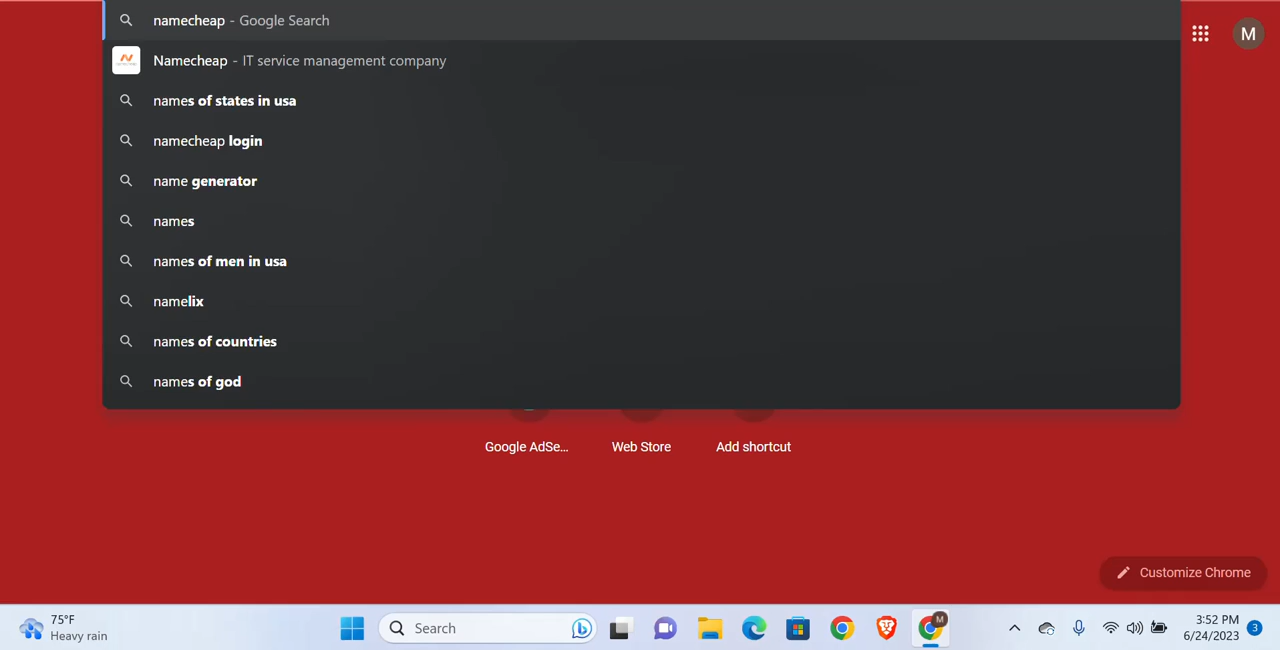 namecheap - Google Search
M
Namecheap - IT service management company
names of states in usa
namecheap login
name generator
names
names of men in usa
namelix
names of countries
names of god
Google AdSe...
Web Store
Add shortcut
Customize Chrome
75°F
Heavy rain
Search
M
3:52 PM
6/24/2023
3